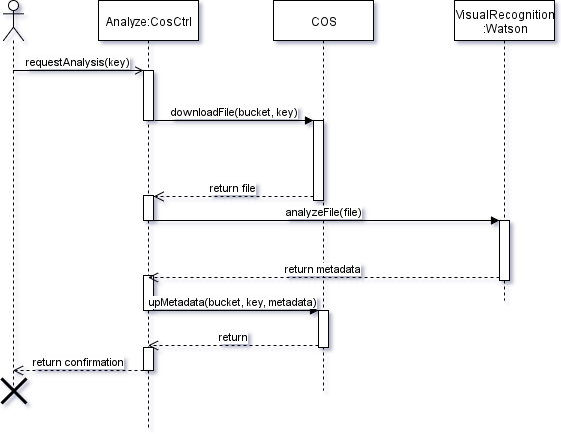 Analyze:CosCtrl
COS
VisualRecognition
:Watson
requestAnalysis(key)
downloadFile(bucket, key)
return file
analyzeFile(file)
return metadata
upMetadata(bucket, key, metadata)
return
return confirmation